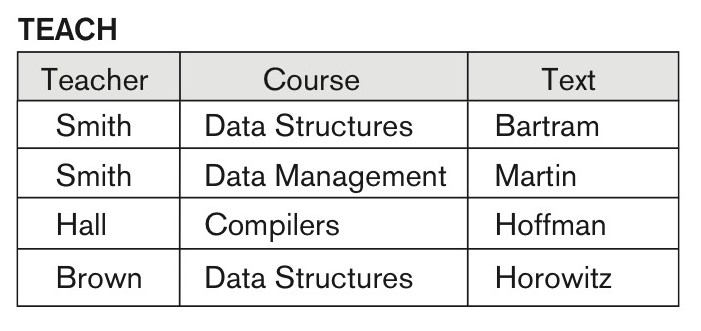 TEACH
Teacher Course Text
Smith Data Structures Bartram
Smith Data Management Martin
Hall Compilers Hoffman
Brown Data Structures Horowitz